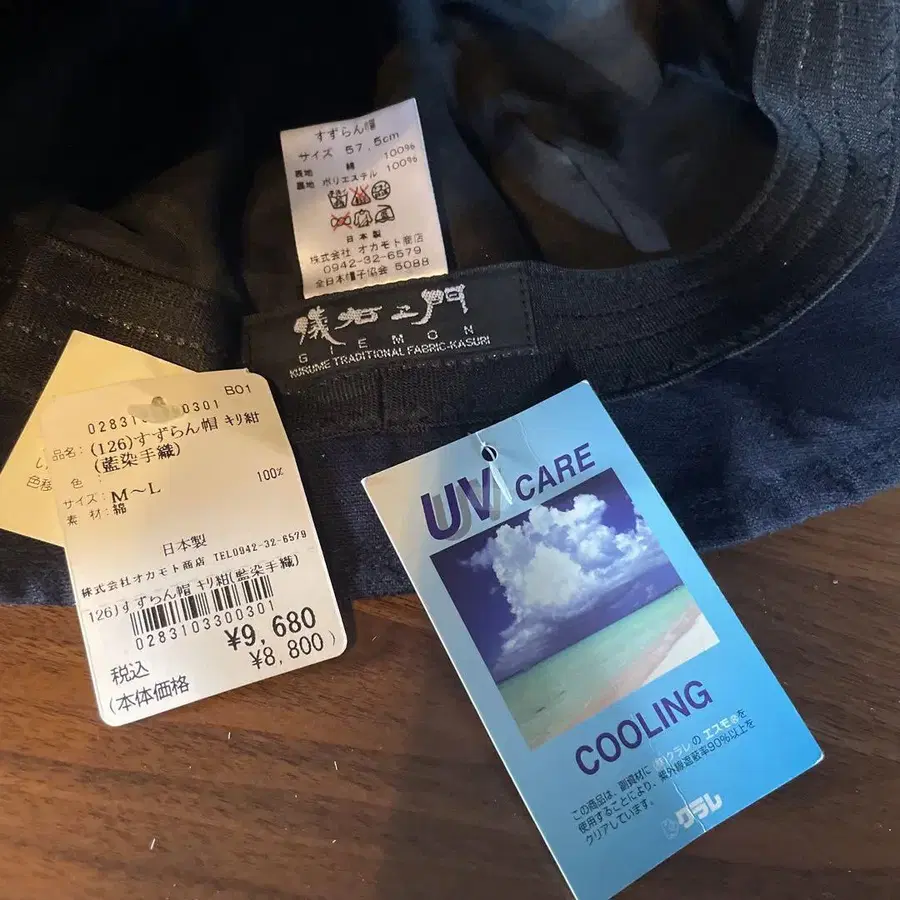 すずらん帽
サイズ 57.5cm
表地 綿 100%
裏地 ポリエステル 100%
日本製
株式会社 オカモト商店
0942-32-6579
全日本帽子協会 5088
儀右ヱ門
GIEMON
KURUME TRADITIONAL FABRIC-KASURI
B01
0283103300301
品名: (126)すずらん帽 キリ紺
(藍染手織)
色 :
サイズ: M～L
素 材: 綿 100%
日本製
株式会社オカモト商店 TEL0942-32-6579
126)すずらん帽 キリ紺(藍染手織)
0283103300301
税込 ¥9,680
(本体価格 ¥8,800)
UV CARE
COOLING
この商品は、副資材に(株)クラレの エスモ®を
使用することにより、紫外線遮蔽率90%以上を
クリアしています。
クラレ